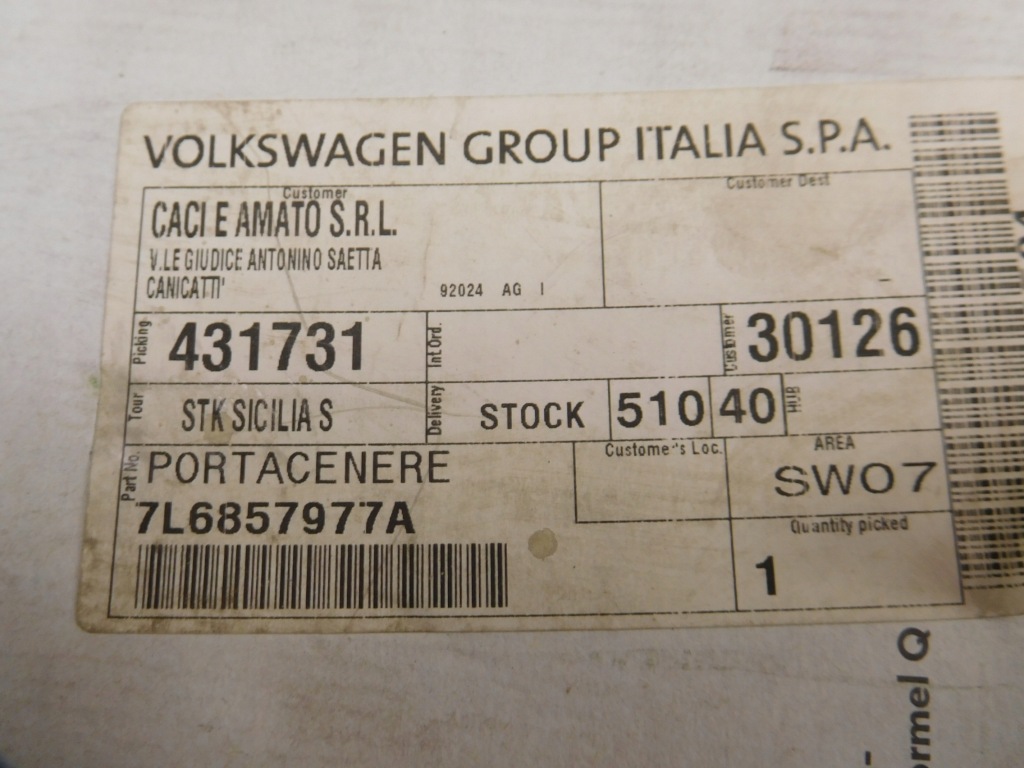 VOLKSWAGEN GROUP ITALIA S.P.A.
Customer
CACI E AMATO S.R.L.
V.LE GIUDICE ANTONINO SAETTA
CANICATTI'
92024 AG I
Customer Dest
Picking
431731
Int Ord.
Customer
30126
Tour
STK SICILIA S
Delivery
STOCK
510
40
HUB
Part No.
PORTACENERE
7L6857977A
Customer's Loc.
AREA
SW07
Quantity picked
1
ormel Q